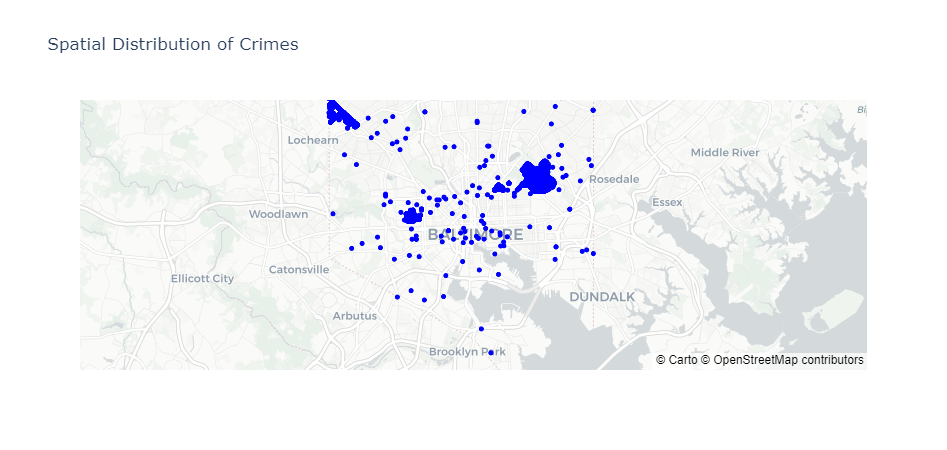 Spatial Distribution of Crimes
Bi
Lochearn
Middle River
Rosedale
Essex
Woodlawn
BALTIMORE
Catonsville
Ellicott City
DUNDALK
Arbutus
Brooklyn Park
© Carto © OpenStreetMap contributors